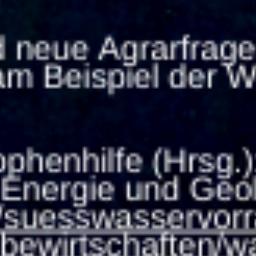 neue Agrarfrage
am Beispiel der W
ophenhilfe (Hrsg.):
Energie und Geol
/suesswasservorra
bewirtschaften/wa